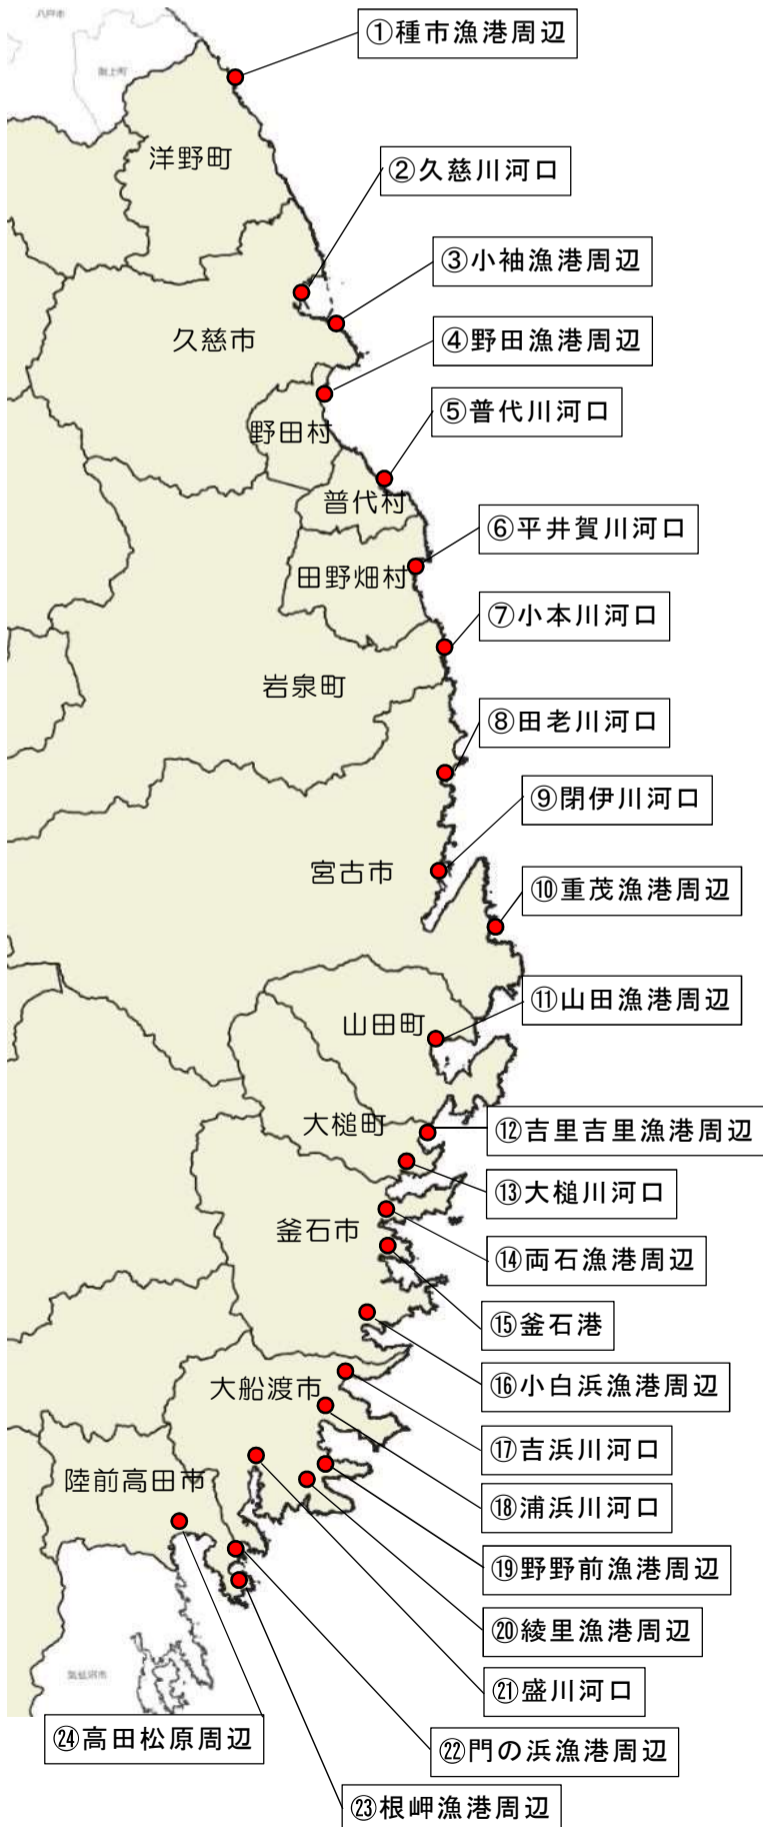 八戸市
①種市漁港周辺
階上町
洋野町
②久慈川河口
③小袖漁港周辺
久慈市
④野田漁港周辺
⑤普代川河口
野田村
普代村
⑥平井賀川河口
田野畑村
⑦小本川河口
岩泉町
⑧田老川河口
⑨閉伊川河口
宮古市
⑩重茂漁港周辺
⑪山田漁港周辺
山田町
大槌町
⑫吉里吉里漁港周辺
⑬大槌川河口
釜石市
⑭両石漁港周辺
⑮釜石港
⑯小白浜漁港周辺
大船渡市
⑰吉浜川河口
陸前高田市
⑱浦浜川河口
⑲野野前漁港周辺
⑳綾里漁港周辺
気仙沼市
㉑盛川河口
㉔高田松原周辺
㉒門の浜漁港周辺
㉓根岬漁港周辺